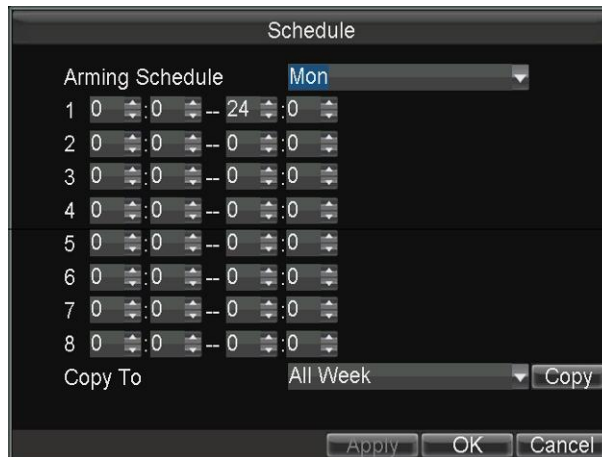 Schedule
Arming Schedule Mon
1 0 :0 -- 24 :0
2 0 :0 -- 0 :0
3 0 :0 -- 0 :0
4 0 :0 -- 0 :0
5 0 :0 -- 0 :0
6 0 :0 -- 0 :0
7 0 :0 -- 0 :0
8 0 :0 -- 0 :0
Copy To All Week Copy
Apply OK Cancel